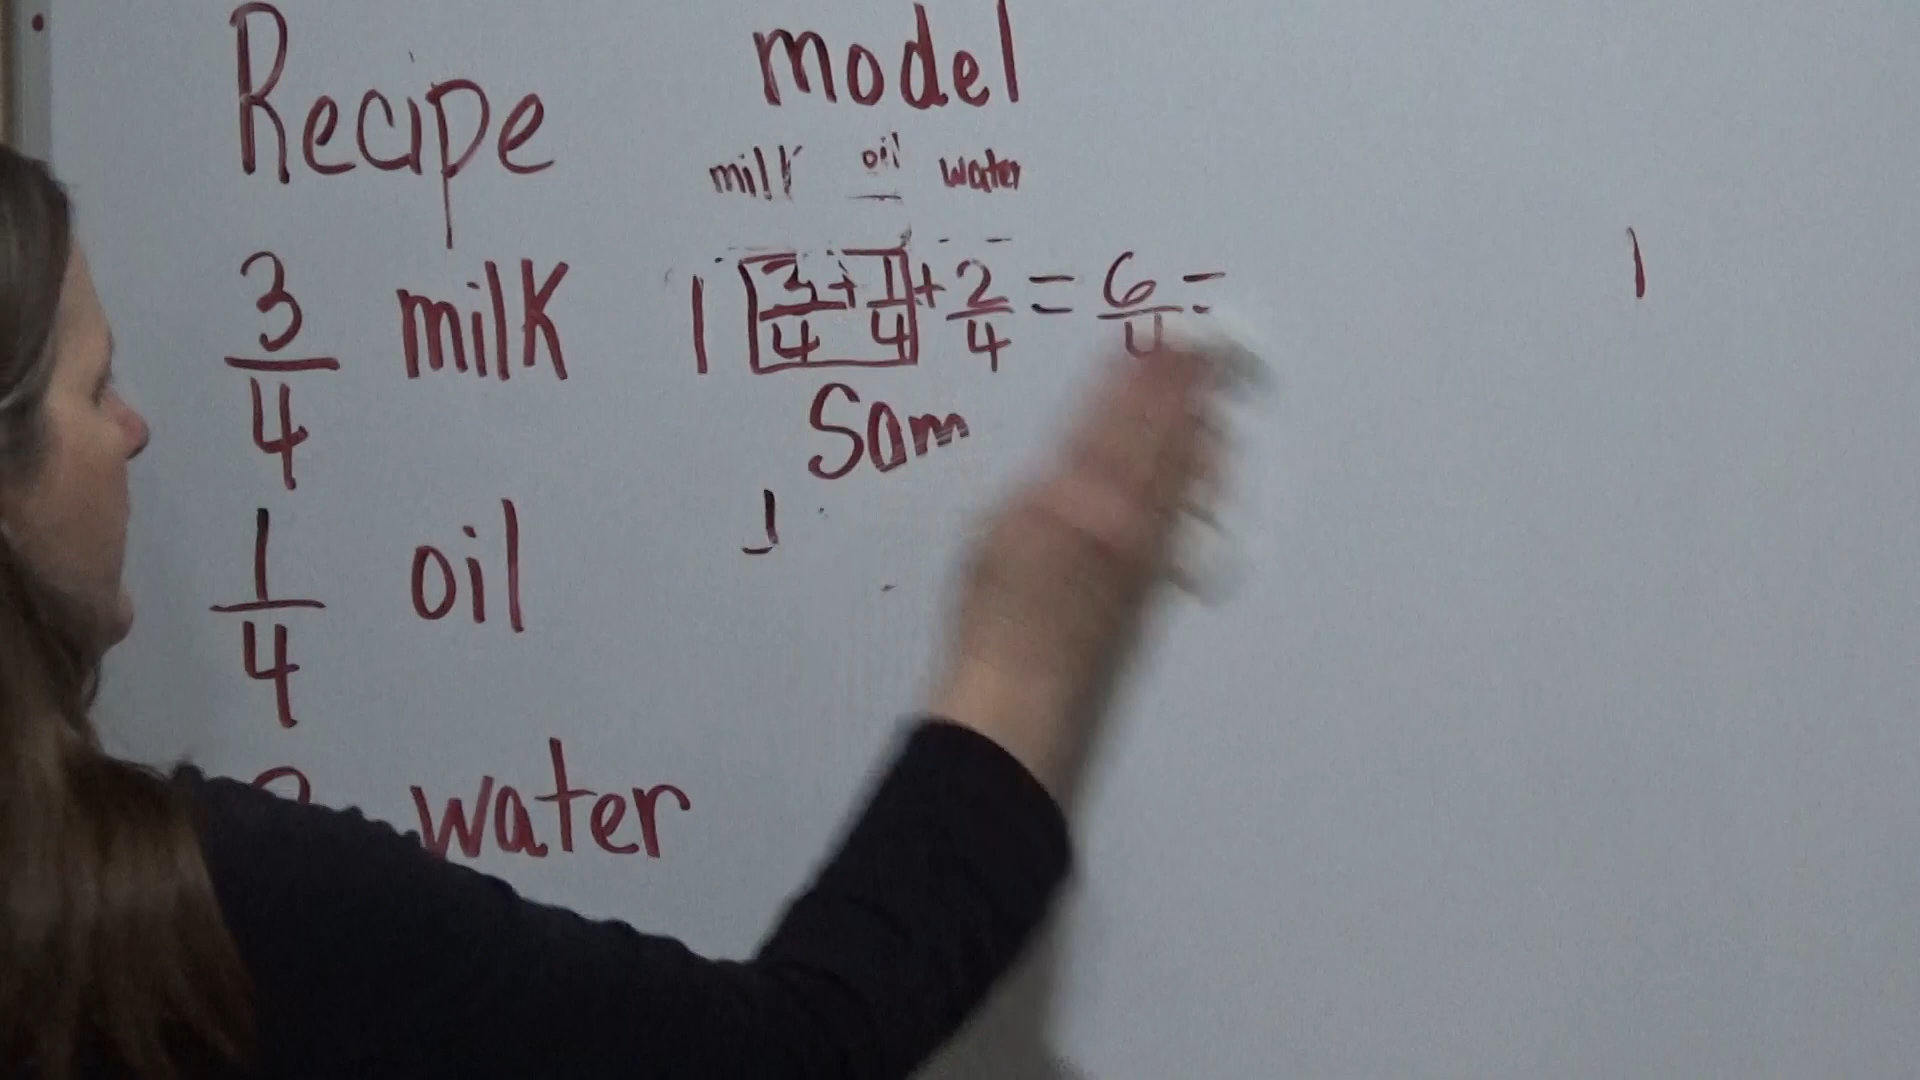 Recipe
3/4 milk
1/4 oil
water
model
milk oil water
1 3/4 + 1/4 + 2/4 = 6/4 =
Sam
1